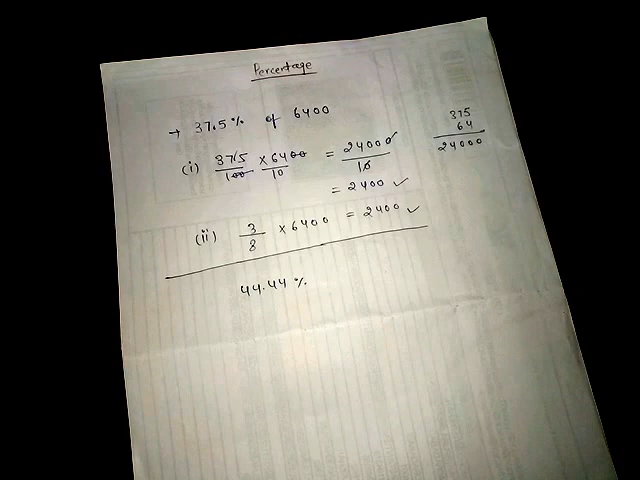 Percentage
→ 37.5% of 6400
(i) 375/100 × 6400/10 = 24000/10
= 2400 ✓
375
64
24000
(ii) 3/8 × 6400 = 2400 ✓
44.44 %